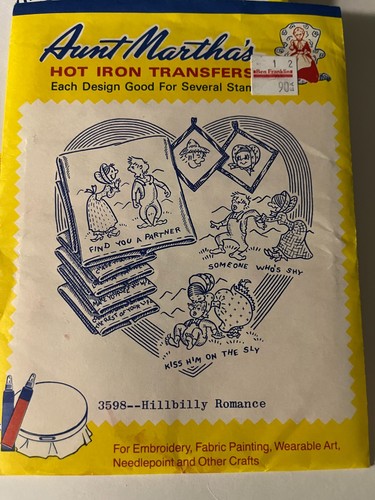 Aunt Martha's
HOT IRON TRANSFERS
Each Design Good For Several Stam
1 2
Ben Franklin
90¢
FIND YOU A PARTNER
SOMEONE WHO'S SHY
KISS HIM ON THE SLY
3598--Hillbilly Romance
For Embroidery, Fabric Painting, Wearable Art,
Needlepoint and Other Crafts